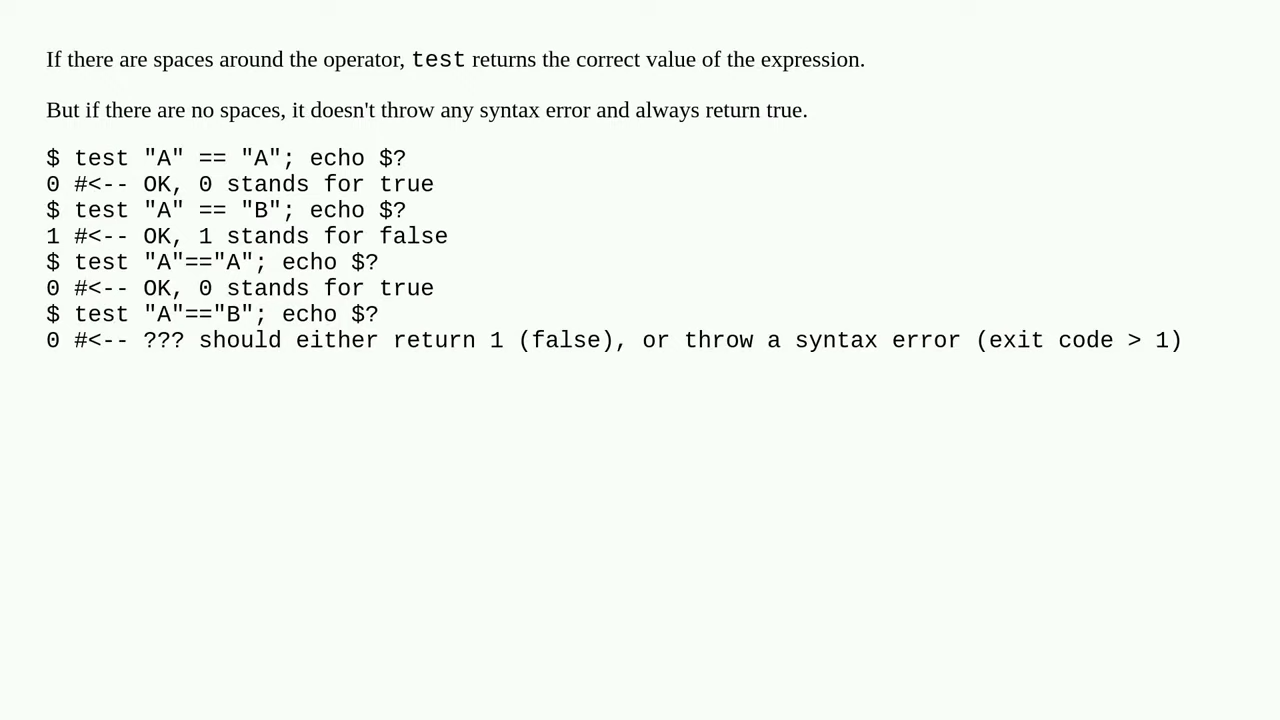 If there are spaces around the operator, test returns the correct value of the expression.
But if there are no spaces, it doesn't throw any syntax error and always return true.
$ test "A" == "A"; echo $?
0 #<-- OK, 0 stands for true
$ test "A" == "B"; echo $?
1 #<-- OK, 1 stands for false
$ test "A"=="A"; echo $?
0 #<-- OK, 0 stands for true
$ test "A"=="B"; echo $?
0 #<-- ??? should either return 1 (false), or throw a syntax error (exit code > 1)